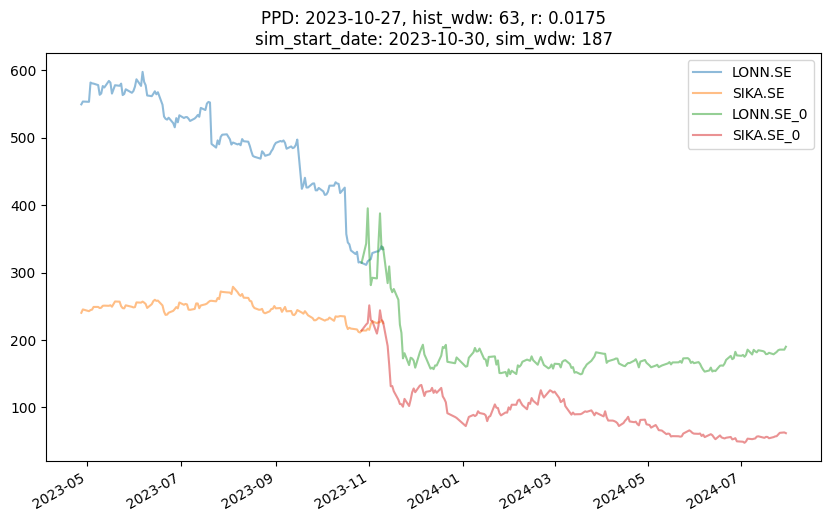 PPD: 2023-10-27, hist_wdw: 63, r: 0.0175
sim_start_date: 2023-10-30, sim_wdw: 187
600
500
400
300
200
100
LONN.SE
SIKA.SE
LONN.SE_0
SIKA.SE_0
2023-05
2023-07
2023-09
2023-11
2024-01
2024-03
2024-05
2024-07